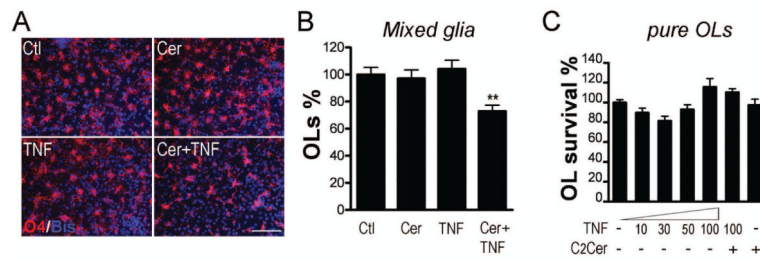 A
Ctl
Cer
TNF
Cer+TNF
O4/Bis
B
Mixed glia
OLs %
120
100
80
60
40
20
0
Ctl
Cer
TNF
Cer+
TNF
**
C
pure OLs
OL survival %
140
120
100
80
60
40
20
0
TNF - 10 30 50 100 100 -
C2Cer - - - - - + +